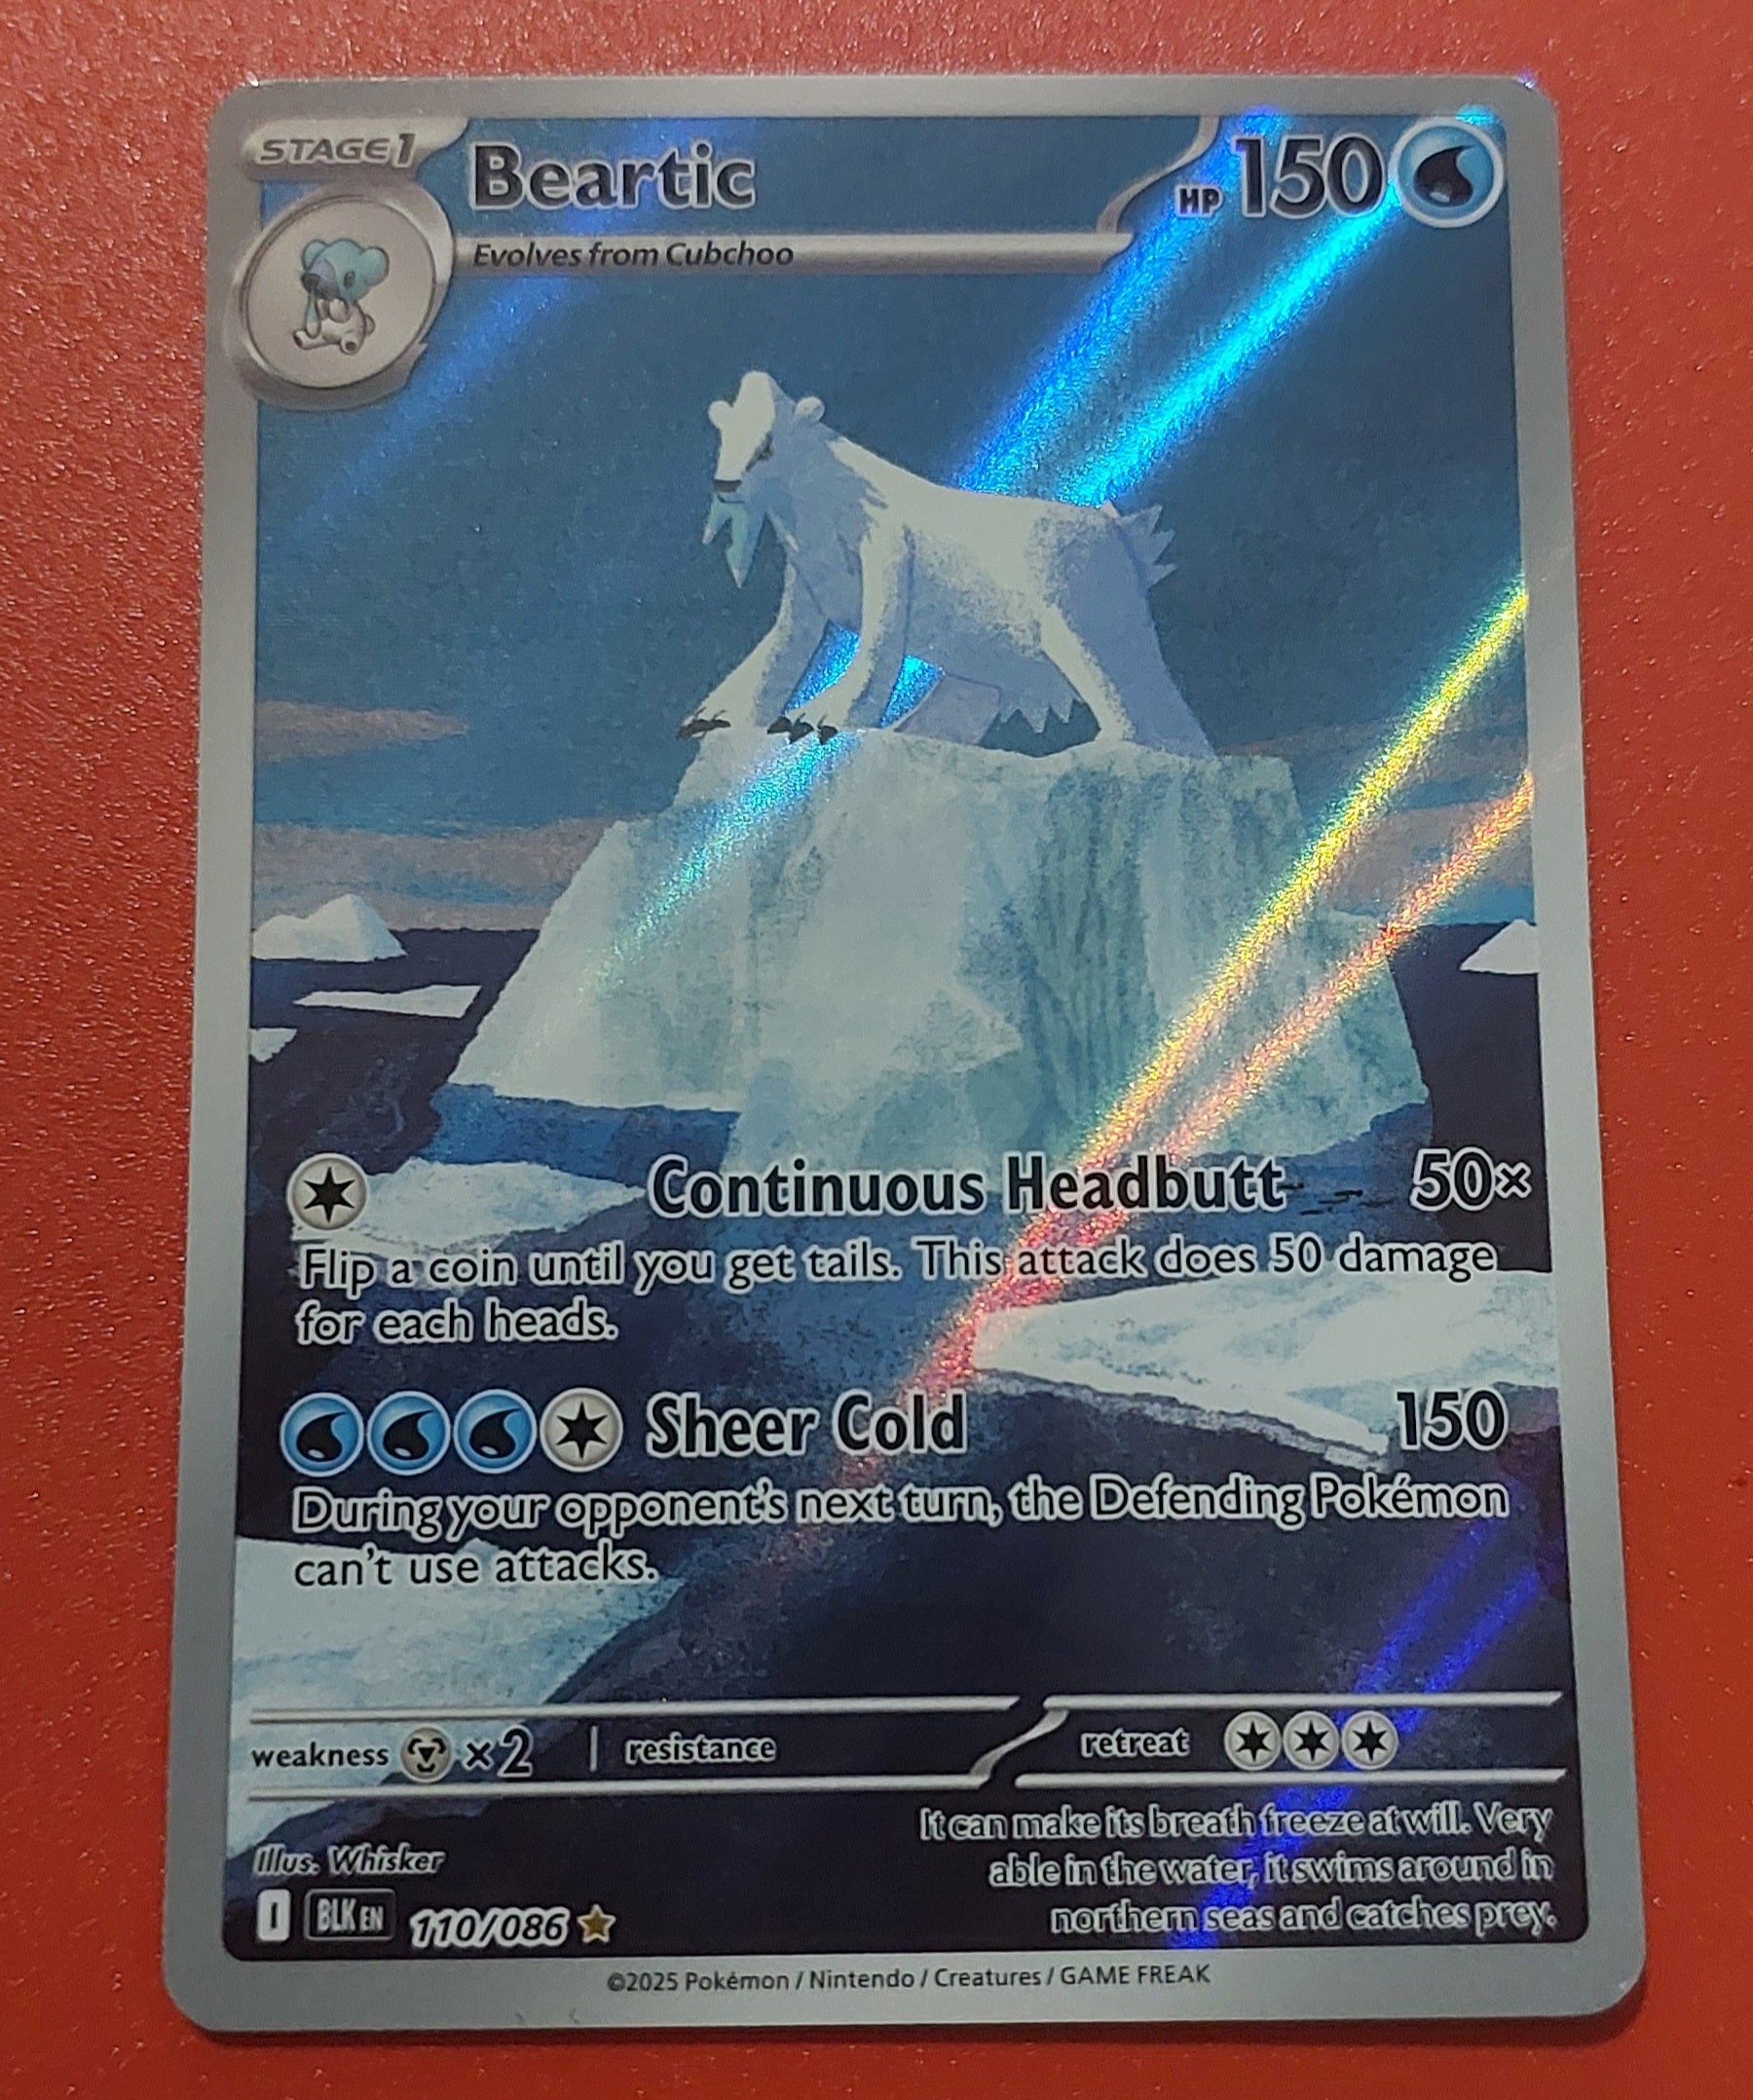 STAGE1
Beartic
HP 150
Evolves from Cubchoo
Continuous Headbutt 50×
Flip a coin until you get tails. This attack does 50 damage
for each heads.
Sheer Cold 150
During your opponent's next turn, the Defending Pokémon
can't use attacks.
weakness ×2 resistance retreat
It can make its breath freeze at will. Very
able in the water, it swims around in
northern seas and catches prey.
Illus. Whisker
I BLK EN 110/086
©2025 Pokémon / Nintendo / Creatures / GAME FREAK